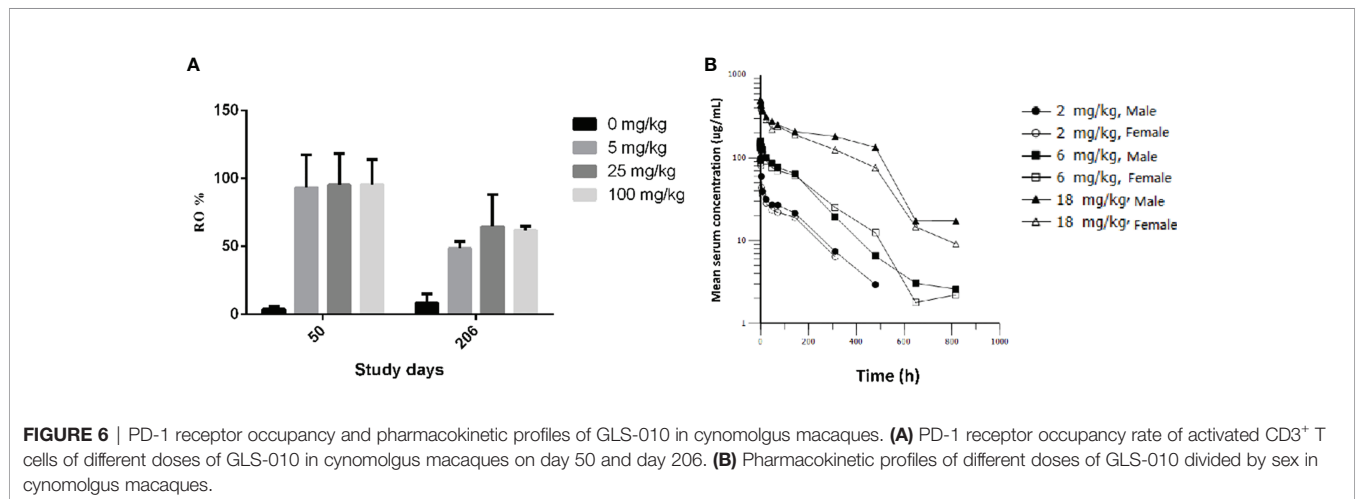 A
RO %
150
100
50
0
50
206
Study days
0 mg/kg
5 mg/kg
25 mg/kg
100 mg/kg
B
Mean serum concentration (ug/mL)
1000
100
10
1
0
200
400
600
800
1000
Time (h)
2 mg/kg, Male
2 mg/kg, Female
6 mg/kg, Male
6 mg/kg, Female
18 mg/kg, Male
18 mg/kg, Female
FIGURE 6 | PD-1 receptor occupancy and pharmacokinetic profiles of GLS-010 in cynomolgus macaques. (A) PD-1 receptor occupancy rate of activated CD3⁺ T
cells of different doses of GLS-010 in cynomolgus macaques on day 50 and day 206. (B) Pharmacokinetic profiles of different doses of GLS-010 divided by sex in
cynomolgus macaques.